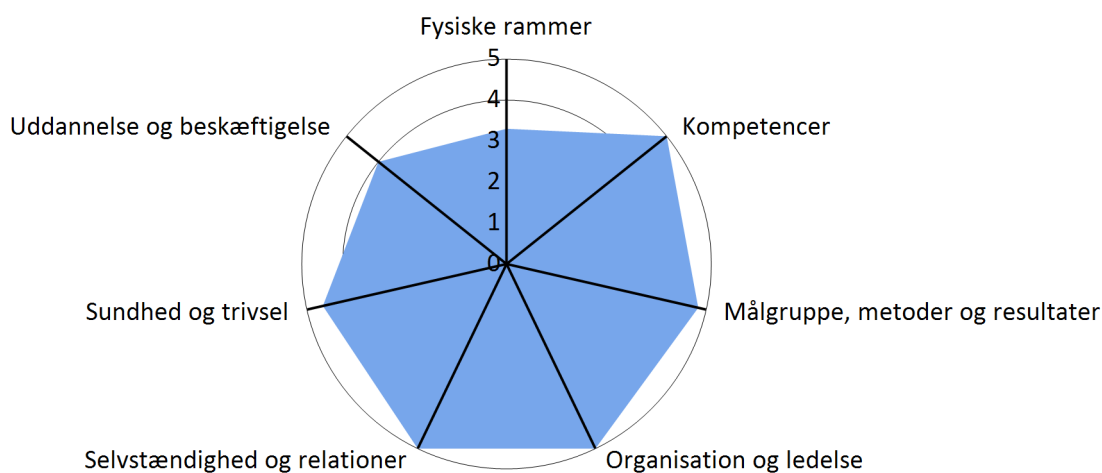 Fysiske rammer
5
4
3
2
1
0
Uddannelse og beskæftigelse
Kompetencer
Sundhed og trivsel
Målgruppe, metoder og resultater
Selvstændighed og relationer
Organisation og ledelse